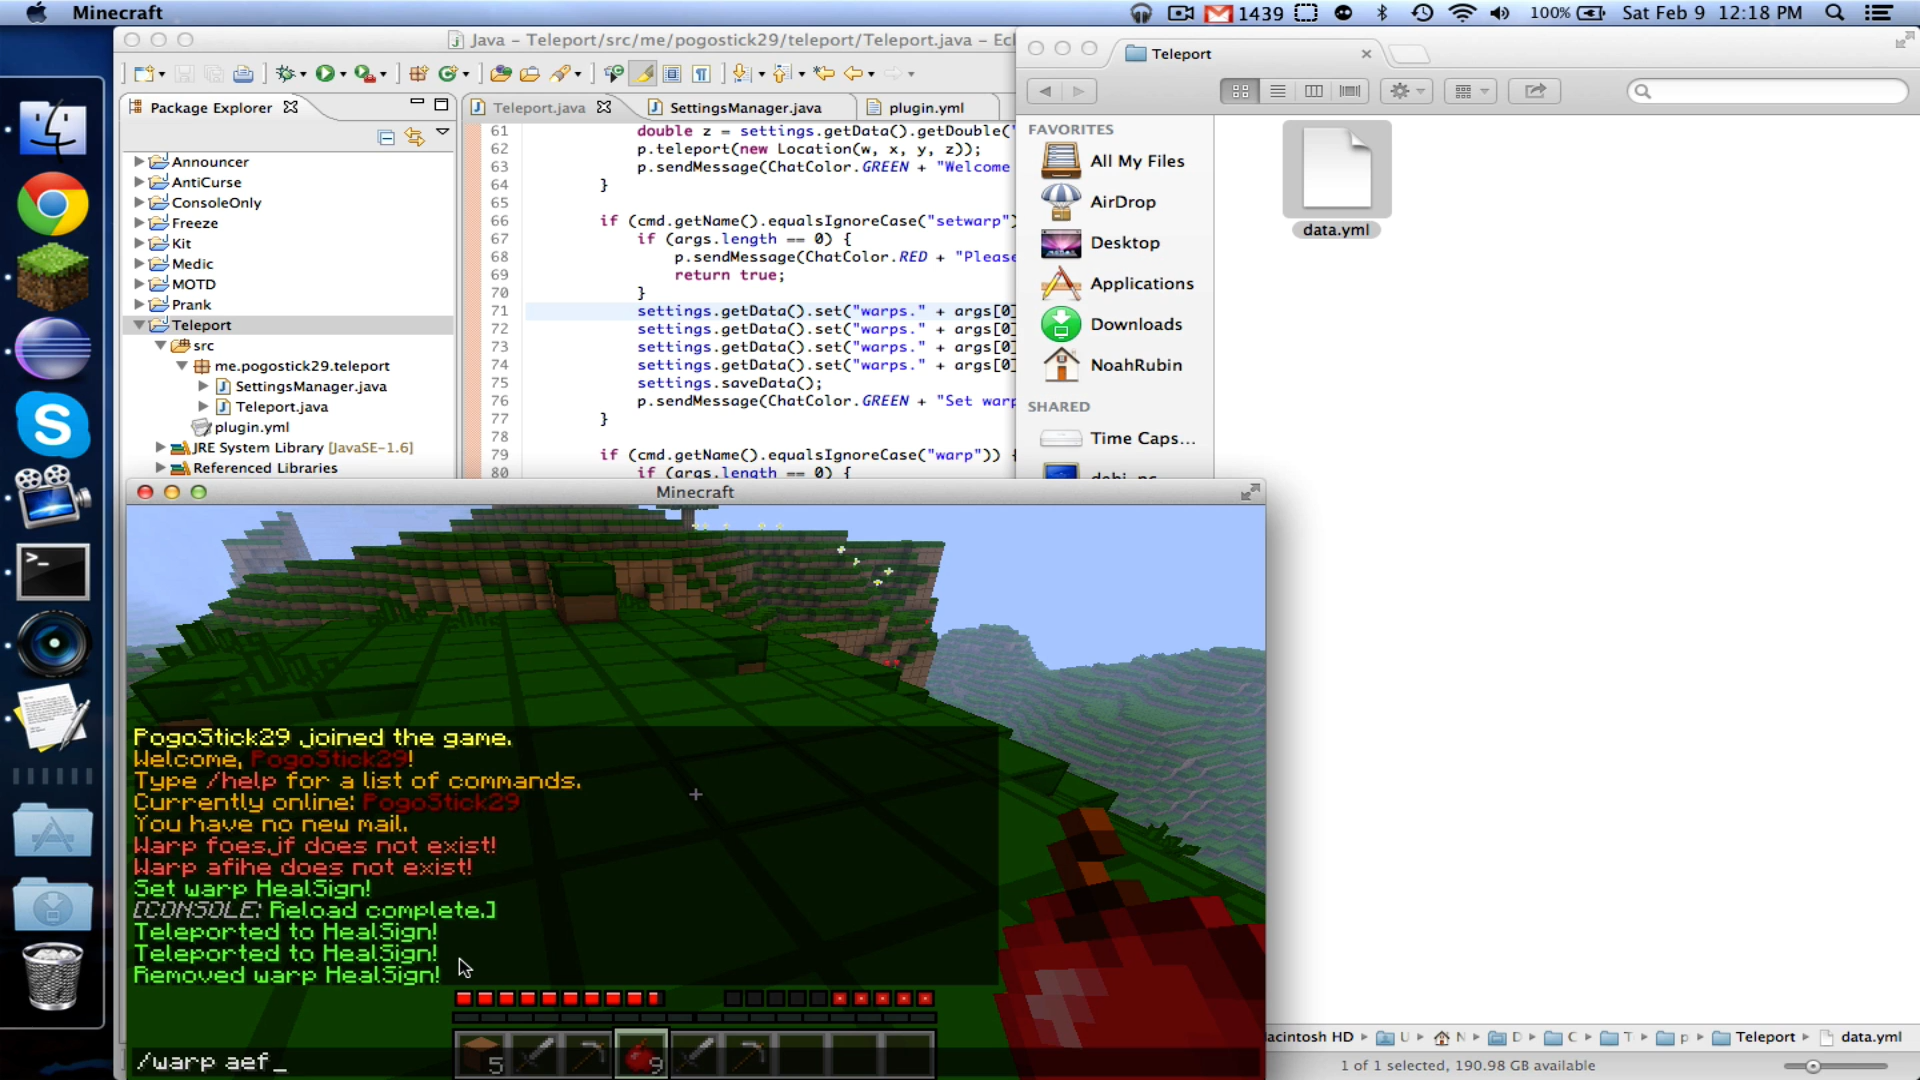 Minecraft
1439
100%
Sat Feb 9 12:18 PM
Java – Teleport/src/me/pogostick29/teleport/Teleport.java – Ecl
Package Explorer
Announcer
AntiCurse
ConsoleOnly
Freeze
Kit
Medic
MOTD
Prank
Teleport
src
me.pogostick29.teleport
SettingsManager.java
Teleport.java
plugin.yml
JRE System Library [JavaSE-1.6]
Referenced Libraries
Teleport.java
SettingsManager.java
plugin.yml
61 double z = settings.getData().getDouble("
62 p.teleport(new Location(w, x, y, z));
63 p.sendMessage(ChatColor.GREEN + "Welcome
64 }
65
66 if (cmd.getName().equalsIgnoreCase("setwarp")
67 if (args.length == 0) {
68 p.sendMessage(ChatColor.RED + "Please
69 return true;
70 }
71 settings.getData().set("warps." + args[0]
72 settings.getData().set("warps." + args[0]
73 settings.getData().set("warps." + args[0]
74 settings.getData().set("warps." + args[0]
75 settings.saveData();
76 p.sendMessage(ChatColor.GREEN + "Set warp
77 }
78
79 if (cmd.getName().equalsIgnoreCase("warp")) {
80 if (args.length == 0) {
Teleport
FAVORITES
All My Files
AirDrop
Desktop
Applications
Downloads
NoahRubin
SHARED
Time Caps...
data.yml
Minecraft
PogoStick29 joined the game.
Welcome, PogoStick29!
Type /help for a list of commands.
Currently online: PogoStick29
You have no new mail.
Warp foesjf does not exist!
Warp afihe does not exist!
Set warp HealSign!
[CONSOLE: Reload complete.]
Teleported to HealSign!
Teleported to HealSign!
Removed warp HealSign!
5
9
/warp aef_
acintosh HD
U
N
D
C
T
p
Teleport
data.yml
1 of 1 selected, 190.98 GB available